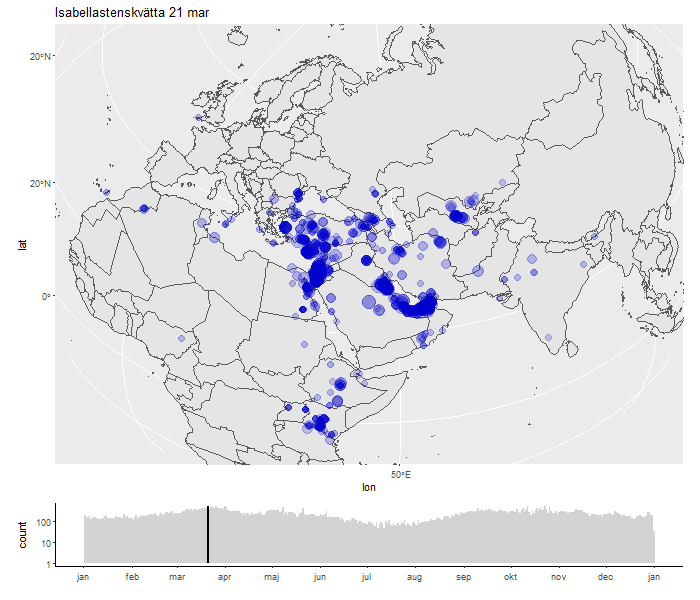 Isabellastenskvätta 21 mar
20°N
20°N
0°
lat
50°E
lon
count
100
10
1
jan feb mar apr maj jun jul aug sep okt nov dec jan